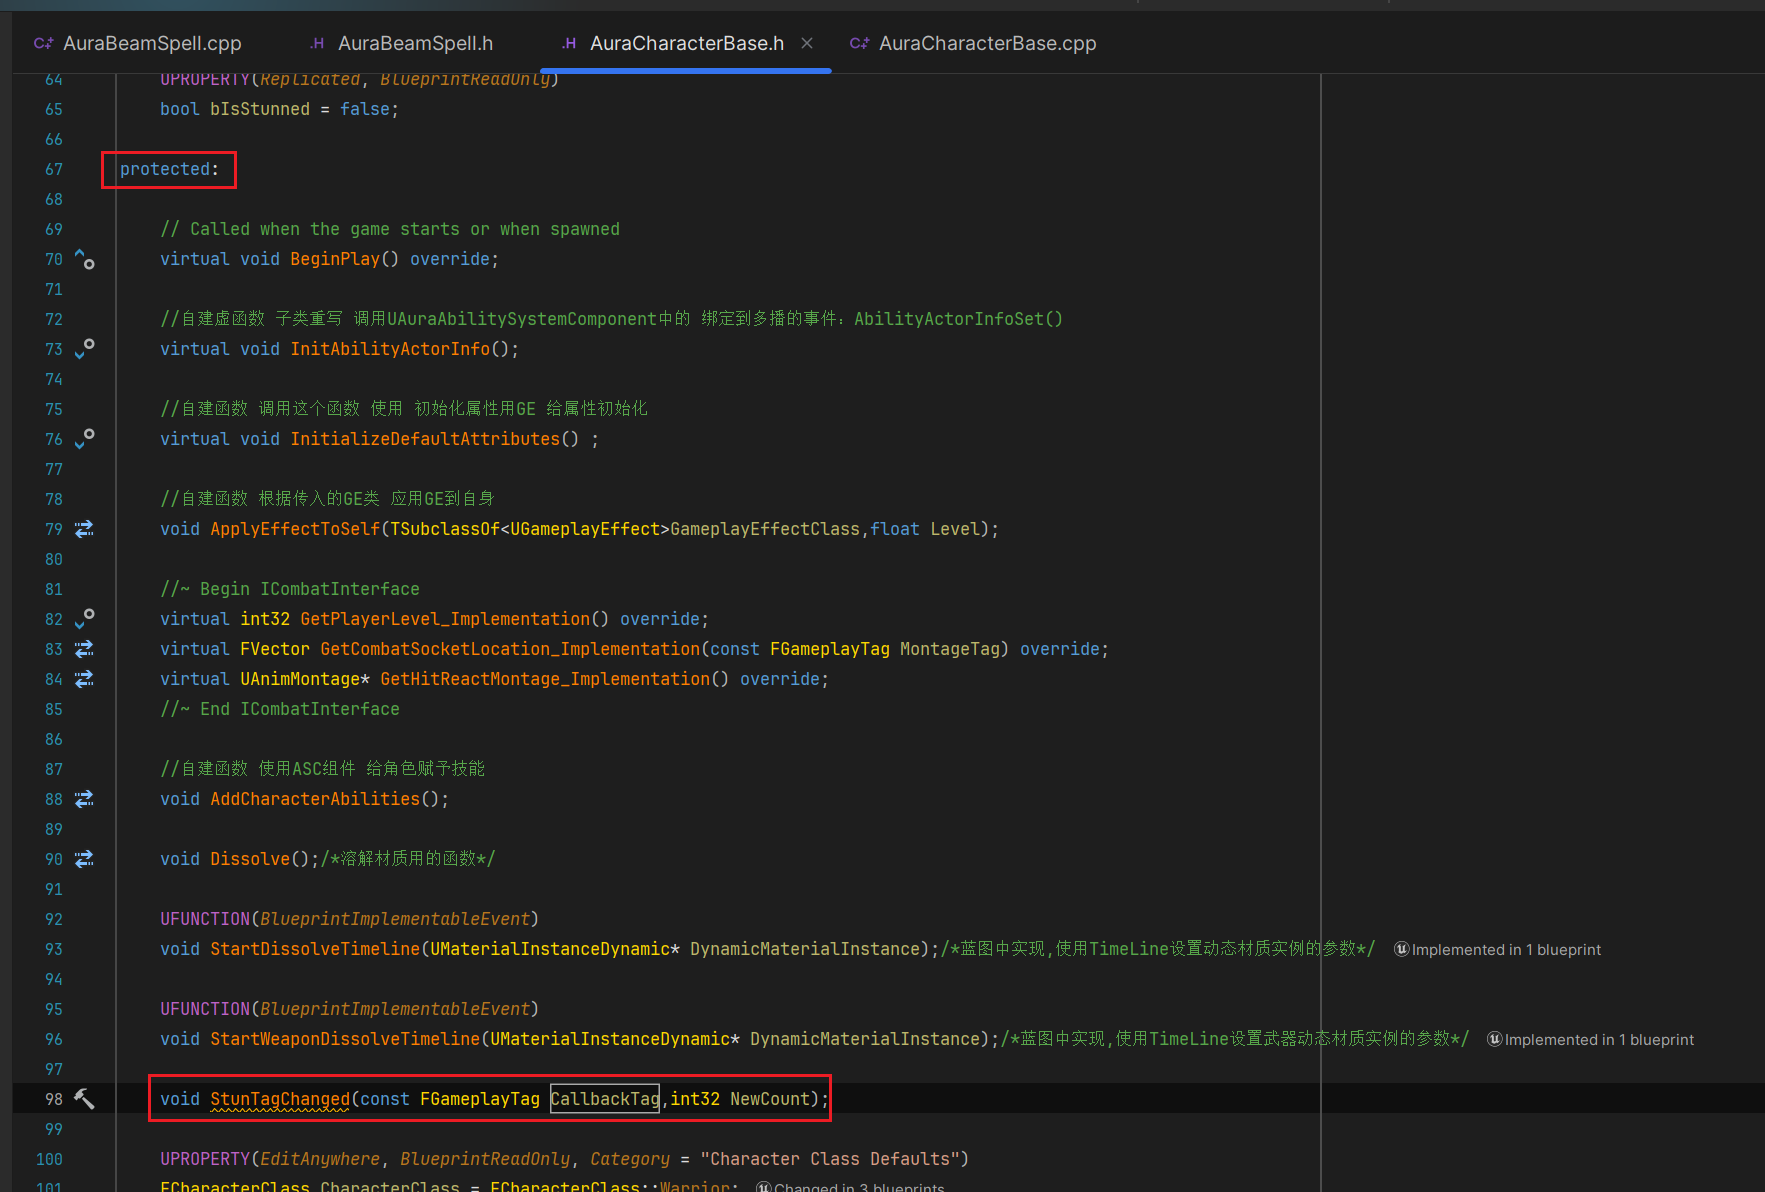 C++ AuraBeamSpell.cpp .H AuraBeamSpell.h .H AuraCharacterBase.h × C++ AuraCharacterBase.cpp
64 UPROPERTY(Replicated, BlueprintReadOnly)
65 bool bIsStunned = false;
66
67 protected:
68
69 // Called when the game starts or when spawned
70 virtual void BeginPlay() override;
71
72 //自建虚函数 子类重写 调用UAuraAbilitySystemComponent中的 绑定到多播的事件：AbilityActorInfoSet()
73 virtual void InitAbilityActorInfo();
74
75 //自建函数 调用这个函数 使用 初始化属性用GE 给属性初始化
76 virtual void InitializeDefaultAttributes() ;
77
78 //自建函数 根据传入的GE类 应用GE到自身
79 void ApplyEffectToSelf(TSubclassOf<UGameplayEffect>GameplayEffectClass,float Level);
80
81 //~ Begin ICombatInterface
82 virtual int32 GetPlayerLevel_Implementation() override;
83 virtual FVector GetCombatSocketLocation_Implementation(const FGameplayTag MontageTag) override;
84 virtual UAnimMontage* GetHitReactMontage_Implementation() override;
85 //~ End ICombatInterface
86
87 //自建函数 使用ASC组件 给角色赋予技能
88 void AddCharacterAbilities();
89
90 void Dissolve();/*溶解材质用的函数*/
91
92 UFUNCTION(BlueprintImplementableEvent)
93 void StartDissolveTimeline(UMaterialInstanceDynamic* DynamicMaterialInstance);/*蓝图中实现,使用TimeLine设置动态材质实例的参数*/ Implemented in 1 blueprint
94
95 UFUNCTION(BlueprintImplementableEvent)
96 void StartWeaponDissolveTimeline(UMaterialInstanceDynamic* DynamicMaterialInstance);/*蓝图中实现,使用TimeLine设置武器动态材质实例的参数*/ Implemented in 1 blueprint
97
98 void StunTagChanged(const FGameplayTag CallbackTag,int32 NewCount);
99
100 UPROPERTY(EditAnywhere, BlueprintReadOnly, Category = "Character Class Defaults")
101 ECharacterClass CharacterClass = ECharacterClass::Warrior; Changed in 3 blueprints